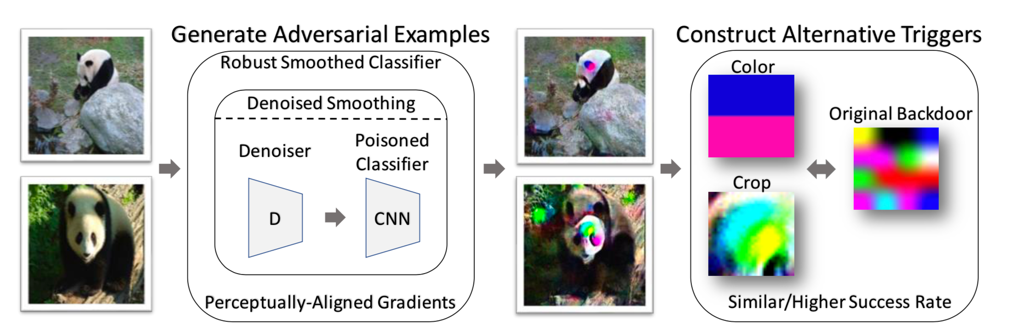 Generate Adversarial Examples
Robust Smoothed Classifier
Denoised Smoothing
Denoiser
Poisoned
Classifier
D
CNN
Perceptually-Aligned Gradients
Construct Alternative Triggers
Color
Original Backdoor
Crop
Similar/Higher Success Rate